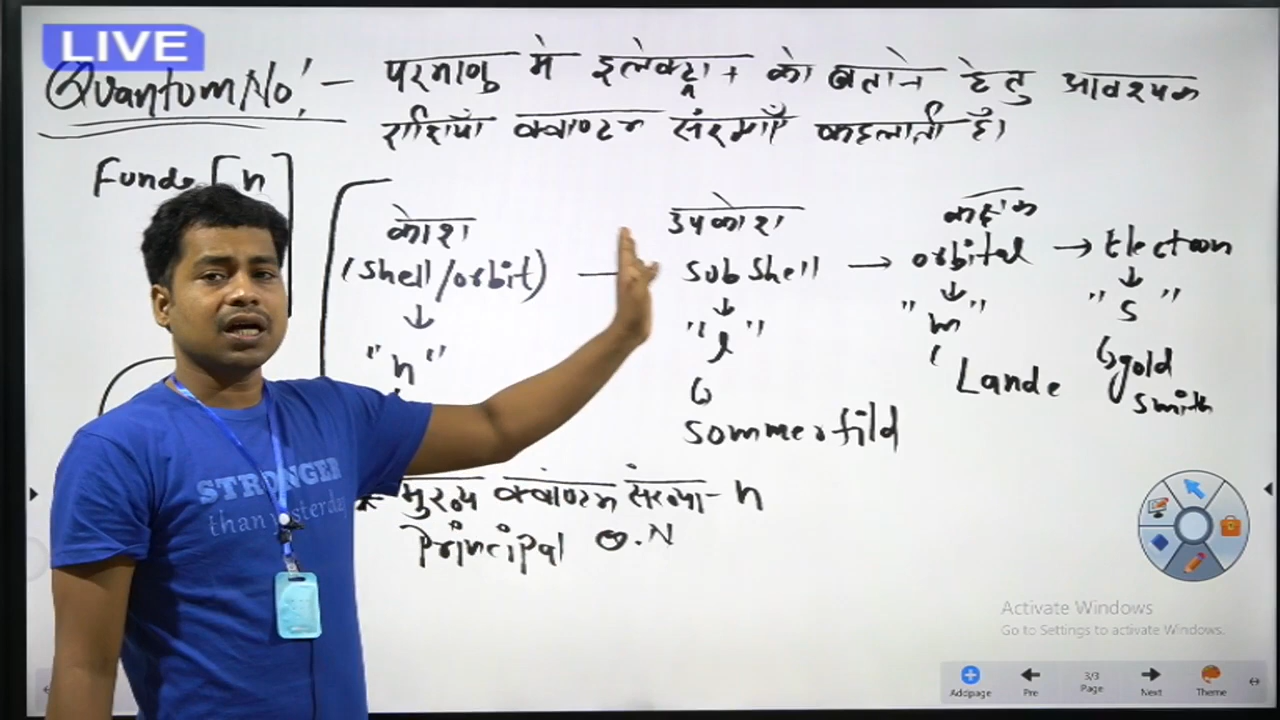 LIVE
Quantum No: - परमाणु मे इलेक्ट्रान को बताने हेतु आवश्यक
राशियाँ क्वाण्टम संख्याएँ कहलाती है।
Funda [n]
कोश उपकोश कक्षक
(shell/orbit) — subshell → orbital → Electron
↓ ↓ ↓ ↓
"n" "l" "m" "s"
Sommerfild Lande gold
smith
* मुख्य क्वाण्टम संख्या - n
Principal Q.N
STRONGER
than yesterday
Activate Windows
Go to Settings to activate Windows.
3/3
Addpage Pre Page Next Theme